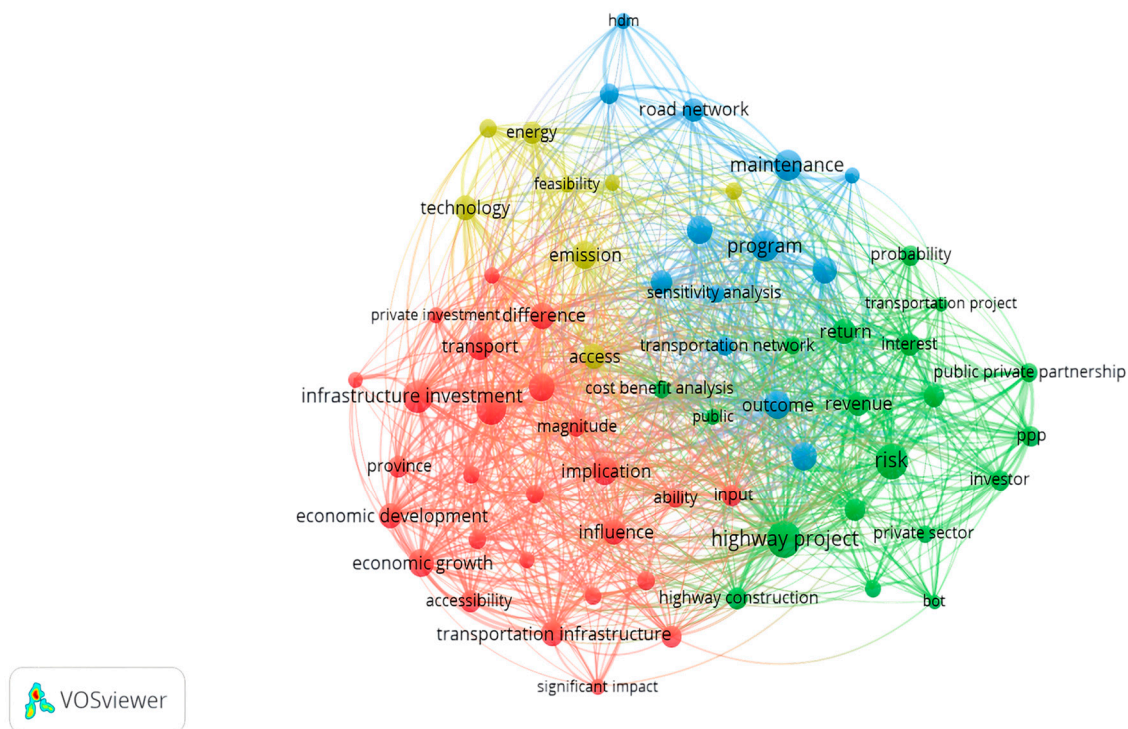 hdm
road network
energy
maintenance
feasibility
technology
program
emission
probability
sensitivity analysis
transportation project
private investment
difference
return
transport
transportation network
interest
access
public private partnership
cost benefit analysis
infrastructure investment
outcome
revenue
public
magnitude
ppp
risk
province
implication
investor
ability
input
economic development
influence
highway project
private sector
economic growth
accessibility
highway construction
bot
transportation infrastructure
significant impact
VOSviewer